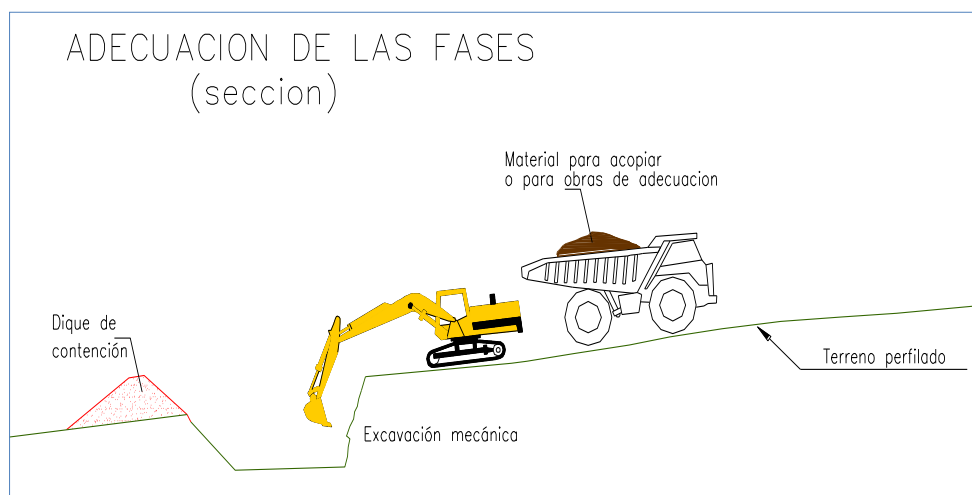 ADECUACION DE LAS FASES
(seccion)
Material para acopiar
o para obras de adecuacion
Dique de
contención
Terreno perfilado
Excavación mecánica